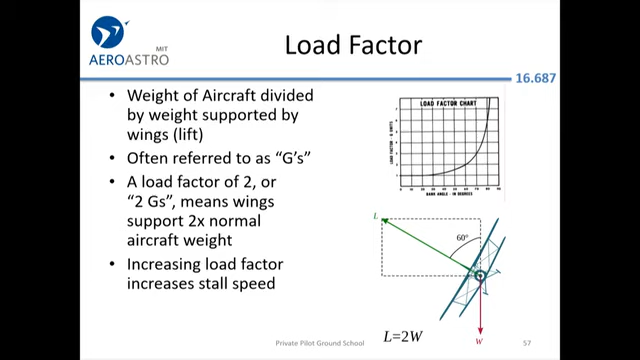 MIT
AEROASTRO
Load Factor
16.687
• Weight of Aircraft divided
by weight supported by
wings (lift)
• Often referred to as “G’s”
• A load factor of 2, or
“2 Gs”, means wings
support 2x normal
aircraft weight
• Increasing load factor
increases stall speed
LOAD FACTOR CHART
LOAD FACTOR - G UNITS
BANK ANGLE - IN DEGREES
L
60°
W
L=2W
Private Pilot Ground School
57